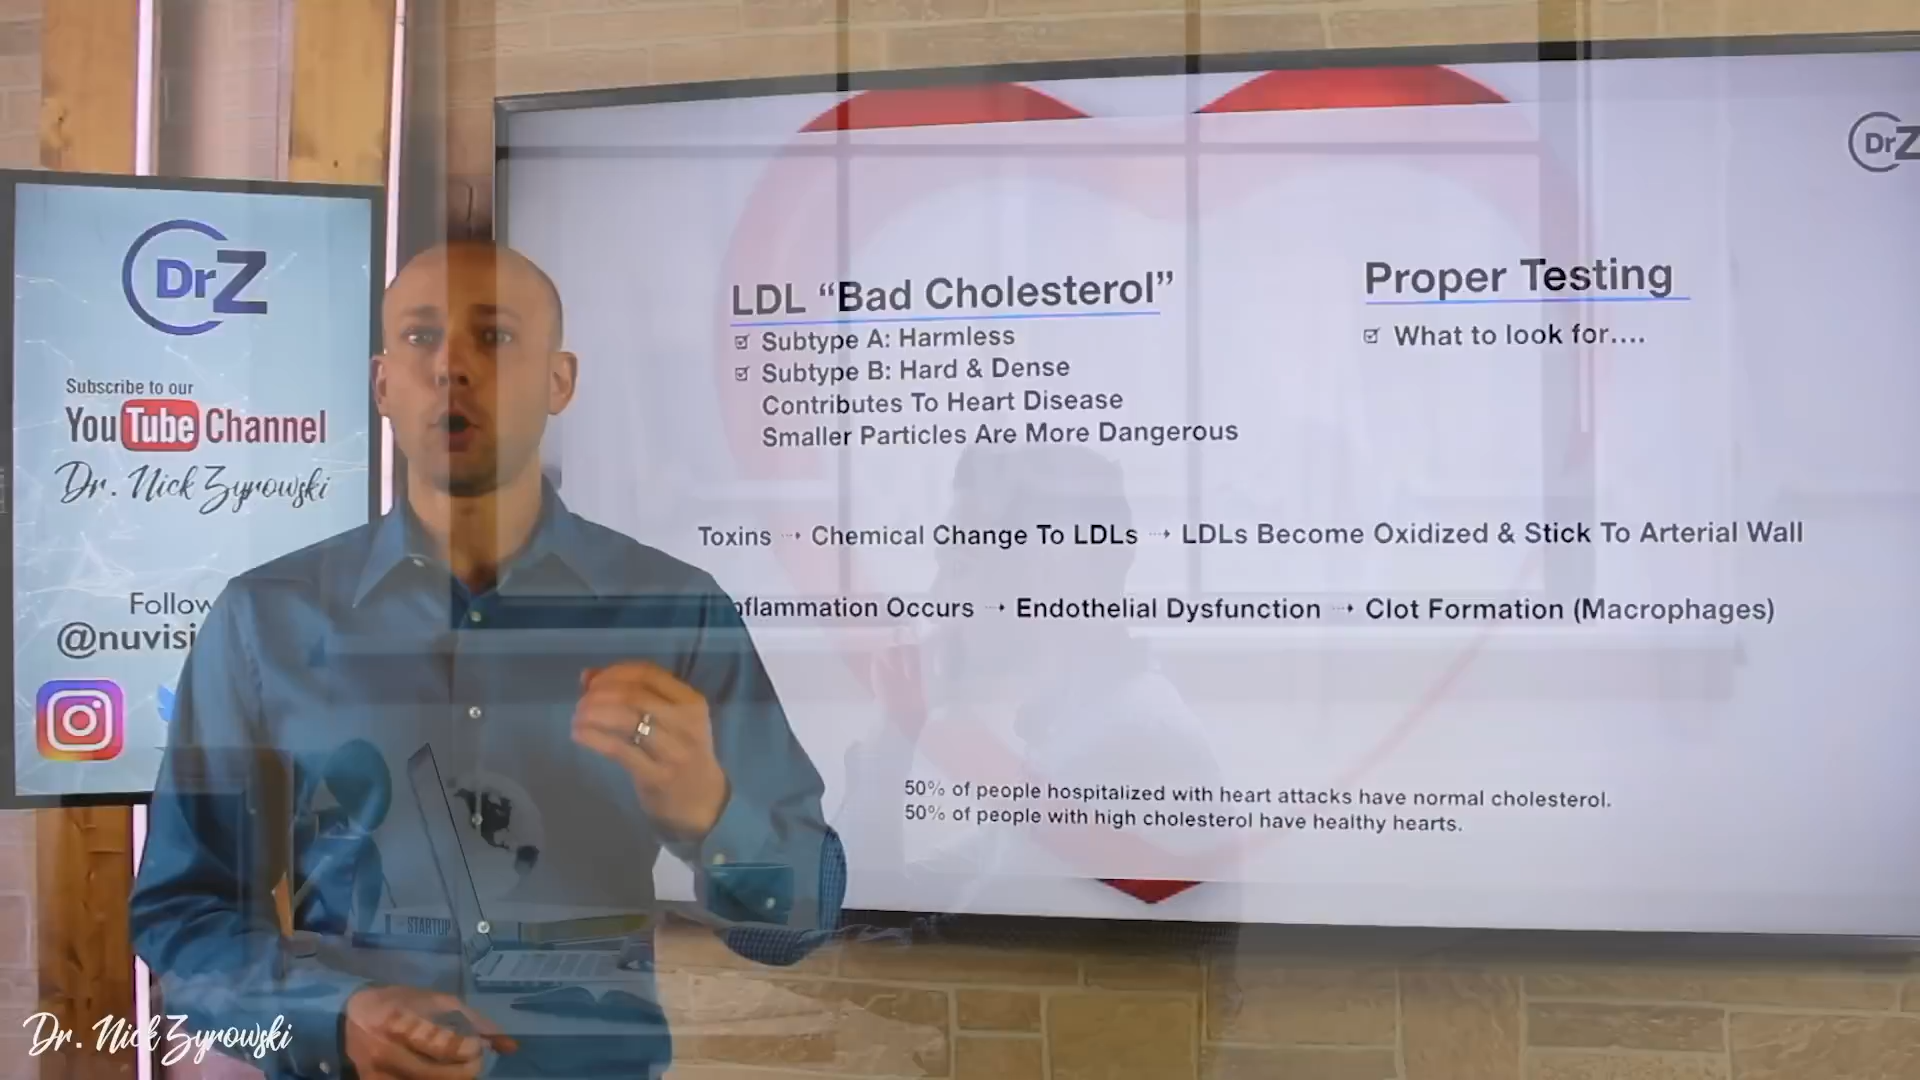 DrZ
Subscribe to our
YouTube Channel
Dr. Nick Zyrowski
Follow
@nuvisi
LDL “Bad Cholesterol”
Subtype A: Harmless
Subtype B: Hard & Dense
Contributes To Heart Disease
Smaller Particles Are More Dangerous
Proper Testing
What to look for....
Toxins → Chemical Change To LDLs → LDLs Become Oxidized & Stick To Arterial Wall
nflammation Occurs → Endothelial Dysfunction → Clot Formation (Macrophages)
50% of people hospitalized with heart attacks have normal cholesterol.
50% of people with high cholesterol have healthy hearts.
DrZ
STARTUP
Dr. Nick Zyrowski